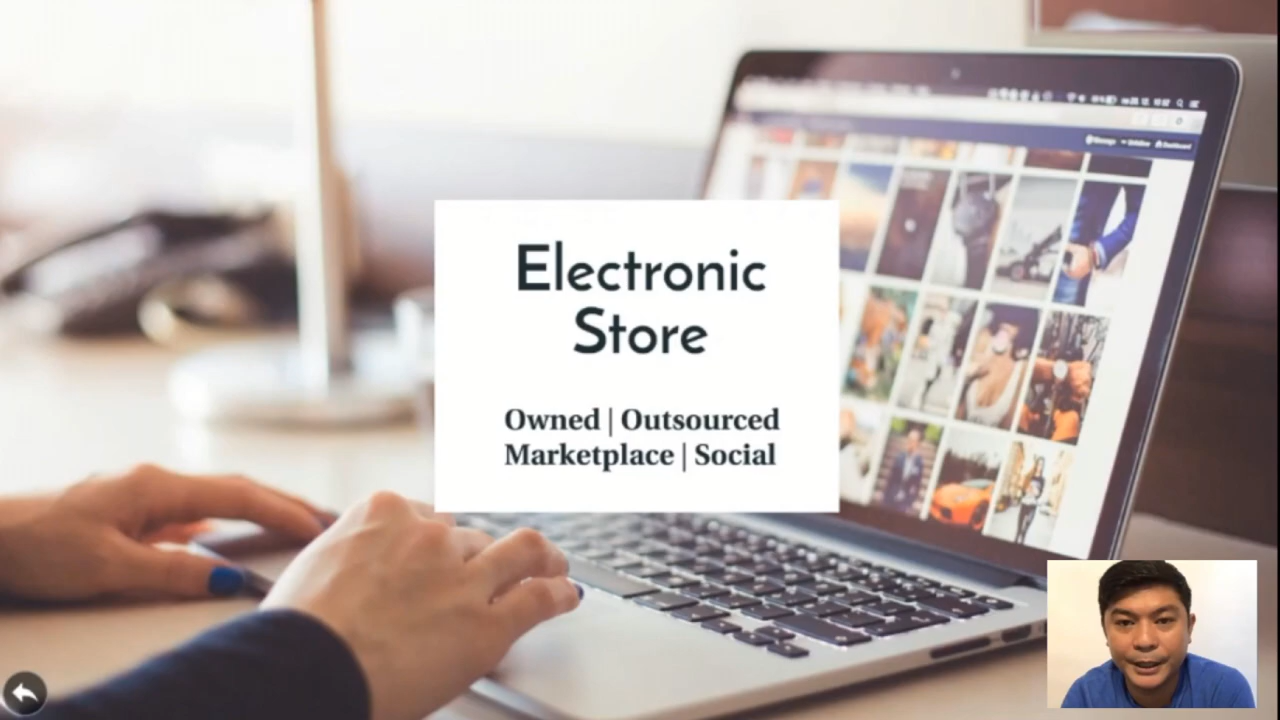 Electronic
Store
Owned | Outsourced
Marketplace | Social